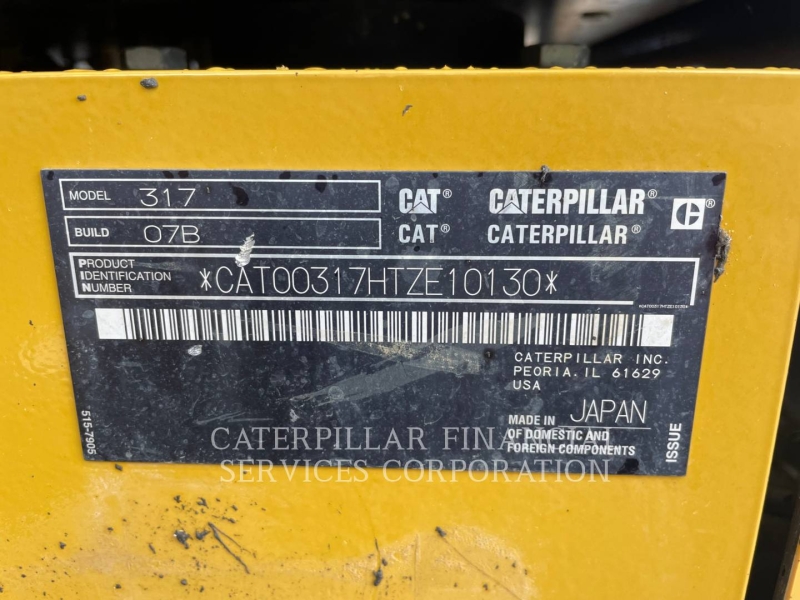 MODEL 317
BUILD 07B
CAT® CATERPILLAR®
CAT® CATERPILLAR®
PRODUCT
IDENTIFICATION
NUMBER
*CAT00317HTZE10130*
CATERPILLAR INC.
PEORIA, IL 61629
USA
MADE IN JAPAN
OF DOMESTIC AND
FOREIGN COMPONENTS
515-7905
ISSUE
CATERPILLAR FINAN
SERVICES CORPORATION